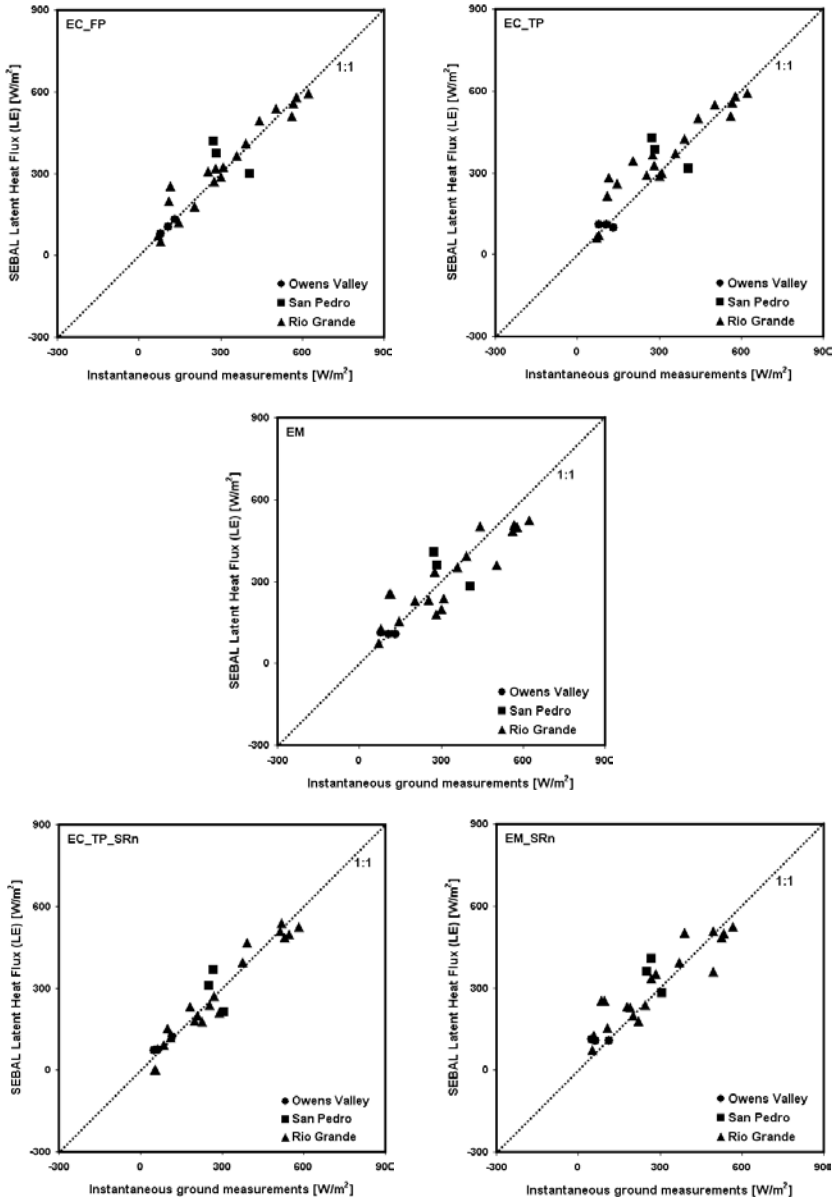 EC_FP
900
600
300
0
-300
-300
0
300
600
90C
1:1
SEBAL Latent Heat Flux (LE) [W/m²]
Instantaneous ground measurements [W/m²]
Owens Valley
San Pedro
Rio Grande
EC_TP
900
600
300
0
-300
-300
0
300
600
90C
1:1
SEBAL Latent Heat Flux (LE) [W/m²]
Instantaneous ground measurements [W/m²]
Owens Valley
San Pedro
Rio Grande
EM
900
600
300
0
-300
-300
0
300
600
90C
1:1
SEBAL Latent Heat Flux (LE) [W/m²]
Instantaneous ground measurements [W/m²]
Owens Valley
San Pedro
Rio Grande
EC_TP_SRn
900
600
300
0
-300
-300
0
300
600
90C
1:1
SEBAL Latent Heat Flux (LE) [W/m²]
Instantaneous ground measurements [W/m²]
Owens Valley
San Pedro
Rio Grande
EM_SRn
900
600
300
0
-300
-300
0
300
600
900
1:1
SEBAL Latent Heat Flux (LE) [W/m²]
Instantaneous ground measurements [W/m²]
Owens Valley
San Pedro
Rio Grande